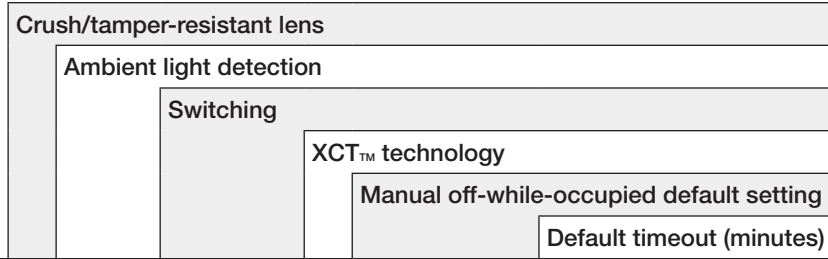 Crush/tamper-resistant lens
Ambient light detection
Switching
XCT™ technology
Manual off-while-occupied default setting
Default timeout (minutes)